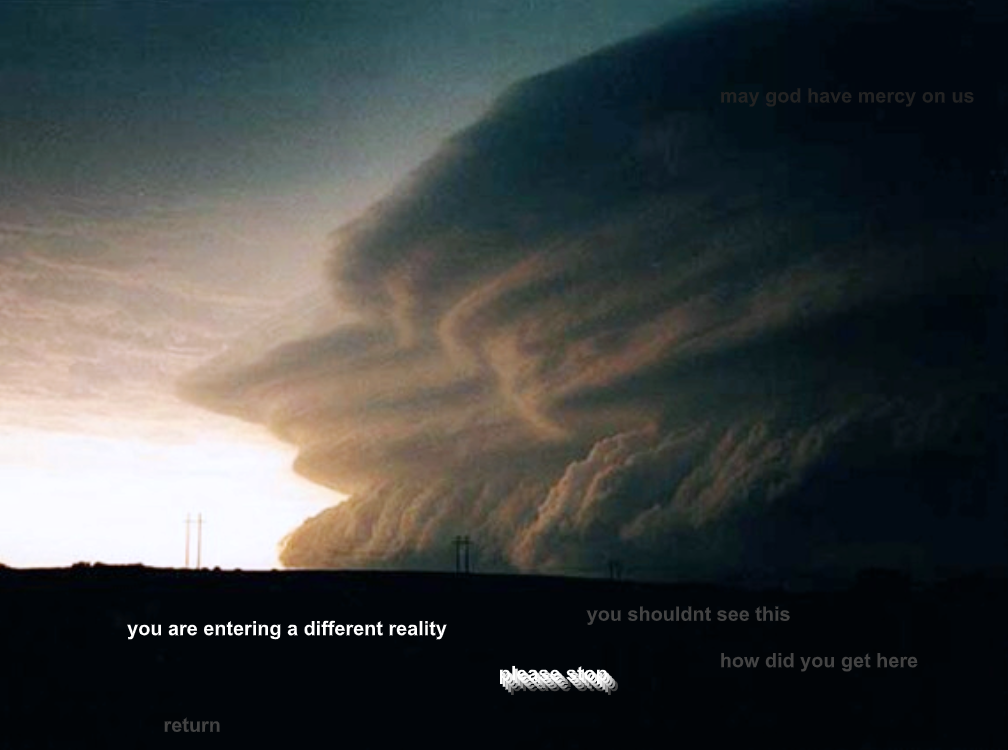 may god have mercy on us
you shouldnt see this
you are entering a different reality
how did you get here
please stop
return